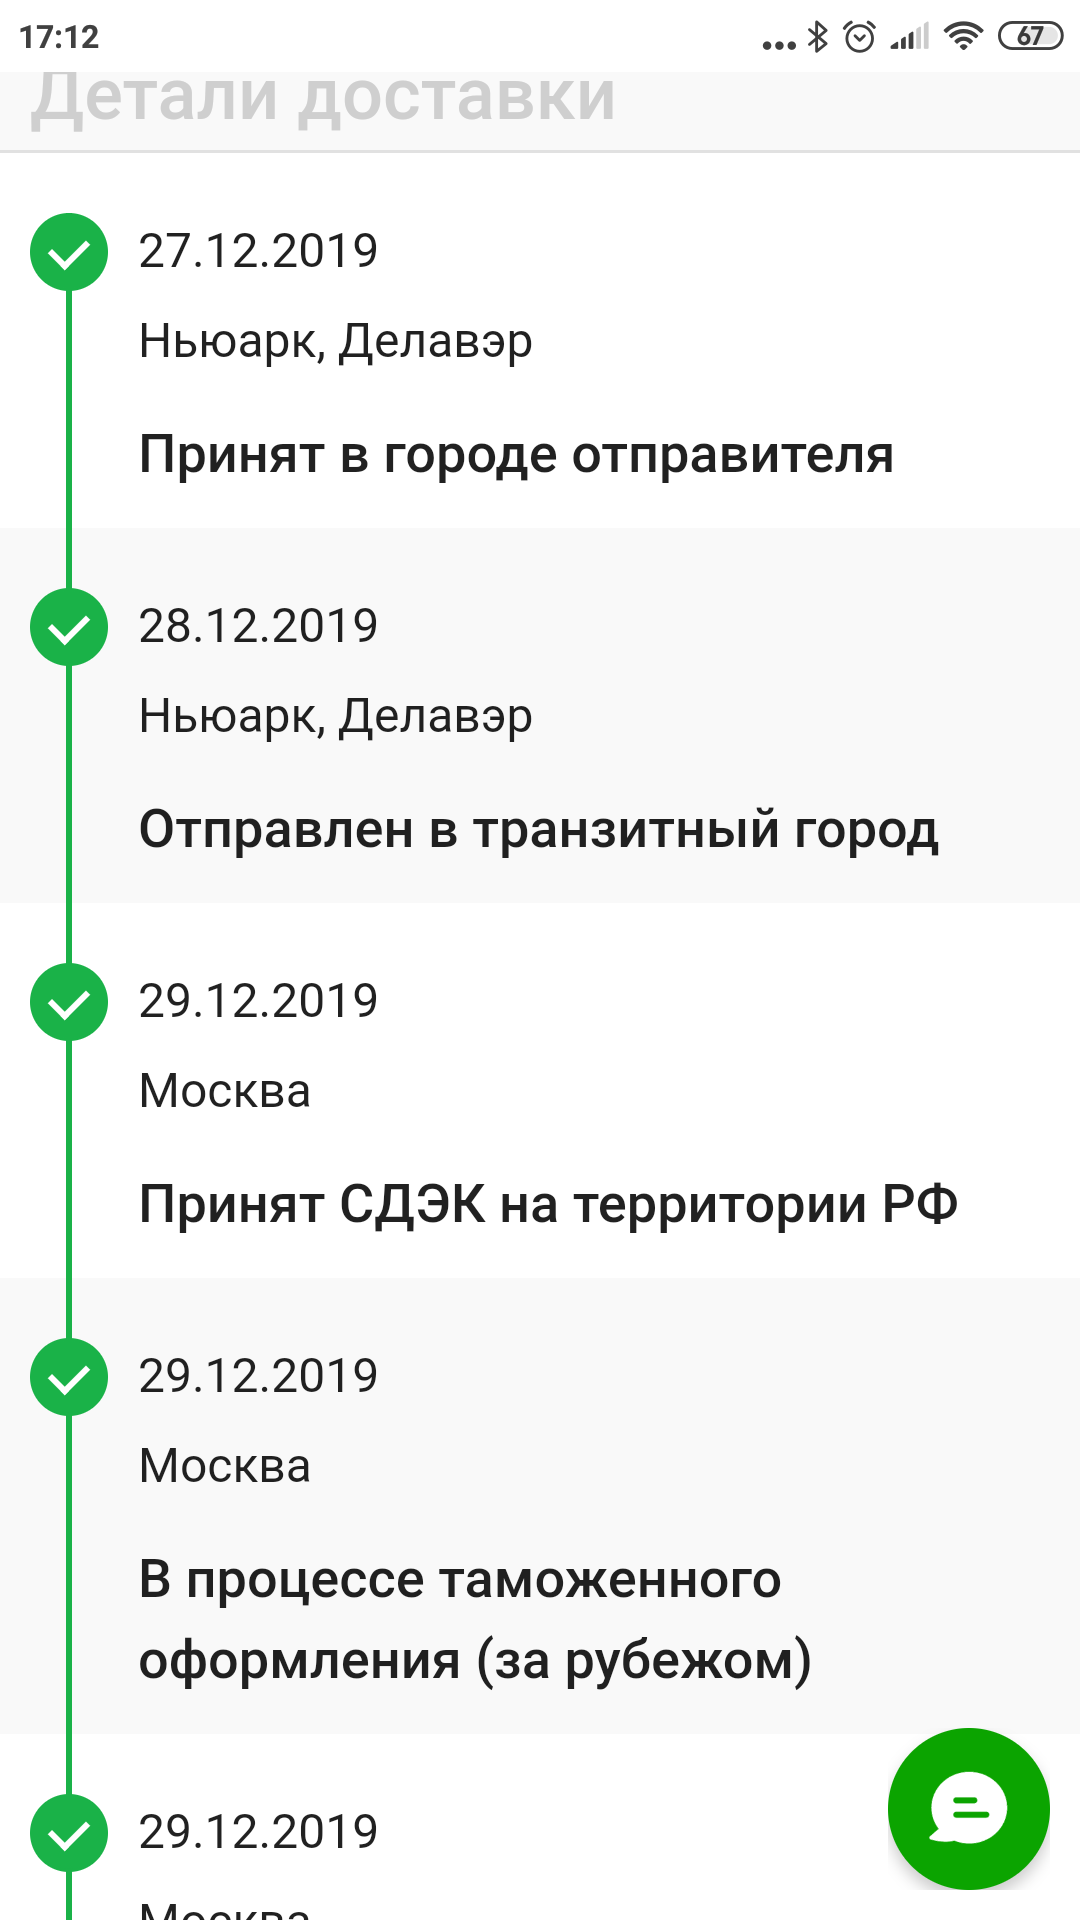 17:12
67
Детали доставки
27.12.2019
Ньюарк, Делавэр
Принят в городе отправителя
28.12.2019
Ньюарк, Делавэр
Отправлен в транзитный город
29.12.2019
Москва
Принят СДЭК на территории РФ
29.12.2019
Москва
В процессе таможенного
оформления (за рубежом)
29.12.2019
Москва